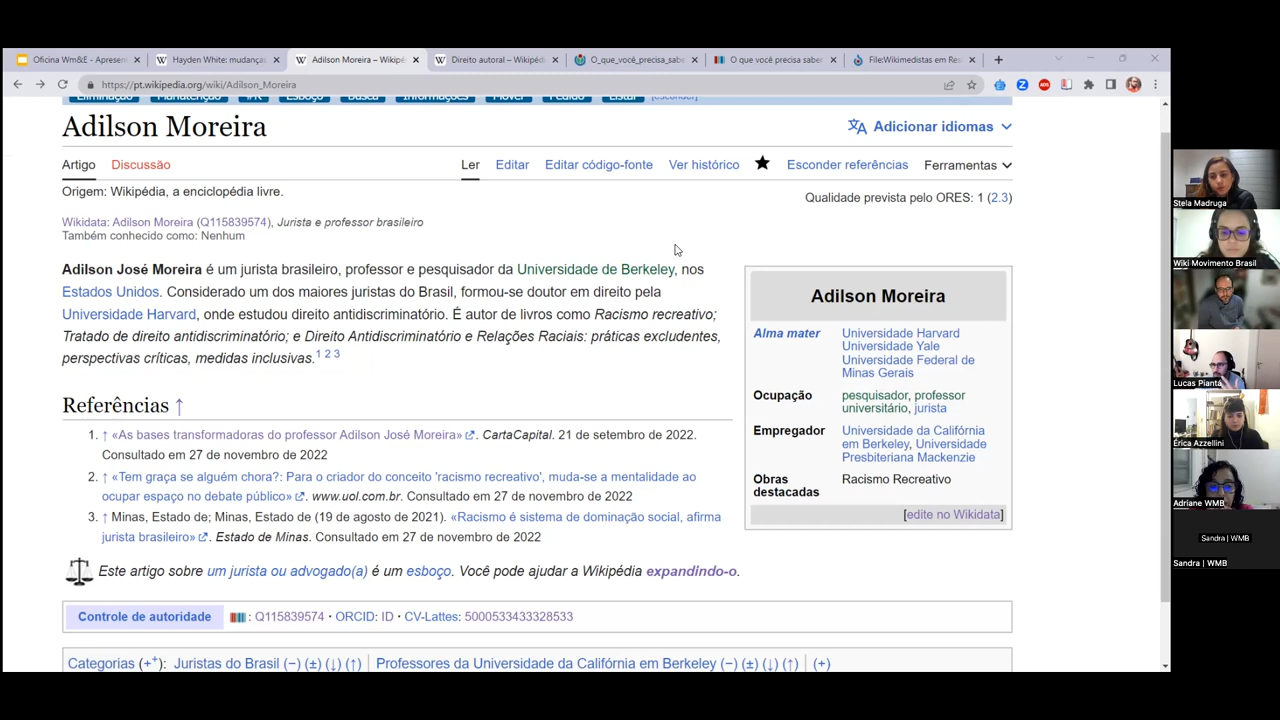 Oficina Wm&E - Apresen
Hayden White: mudança
Adilson Moreira – Wikipé
Direito autoral – Wikipéd
O_que_você_precisa_sabe
O que você precisa saber
File:Wikimedistas em Res
https://pt.wikipedia.org/wiki/Adilson_Moreira
Eliminação Manutenção Esboço Busca Informações Mover Pedido Listar [esconder]
Adilson Moreira
Adicionar idiomas
Artigo Discussão Ler Editar Editar código-fonte Ver histórico Esconder referências Ferramentas
Origem: Wikipédia, a enciclopédia livre.
Qualidade prevista pelo ORES: 1 (2.3)
Wikidata: Adilson Moreira (Q115839574), Jurista e professor brasileiro
Também conhecido como: Nenhum
Adilson José Moreira é um jurista brasileiro, professor e pesquisador da Universidade de Berkeley, nos
Estados Unidos. Considerado um dos maiores juristas do Brasil, formou-se doutor em direito pela
Universidade Harvard, onde estudou direito antidiscriminatório. É autor de livros como Racismo recreativo;
Tratado de direito antidiscriminatório; e Direito Antidiscriminatório e Relações Raciais: práticas excludentes,
perspectivas críticas, medidas inclusivas.1 2 3
Adilson Moreira
Alma mater Universidade Harvard
Universidade Yale
Universidade Federal de
Minas Gerais
Ocupação pesquisador, professor
universitário, jurista
Empregador Universidade da Califórnia
em Berkeley, Universidade
Presbiteriana Mackenzie
Obras Racismo Recreativo
destacadas
[edite no Wikidata]
Referências ↑
1. ↑ «As bases transformadoras do professor Adilson José Moreira». CartaCapital. 21 de setembro de 2022.
Consultado em 27 de novembro de 2022
2. ↑ «Tem graça se alguém chora?: Para o criador do conceito 'racismo recreativo', muda-se a mentalidade ao
ocupar espaço no debate público». www.uol.com.br. Consultado em 27 de novembro de 2022
3. ↑ Minas, Estado de; Minas, Estado de (19 de agosto de 2021). «Racismo é sistema de dominação social, afirma
jurista brasileiro». Estado de Minas. Consultado em 27 de novembro de 2022
Este artigo sobre um jurista ou advogado(a) é um esboço. Você pode ajudar a Wikipédia expandindo-o.
Controle de autoridade : Q115839574 · ORCID: ID · CV-Lattes: 5000533433328533
Categorias (++): Juristas do Brasil (−) (±) (↓) (↑) Professores da Universidade da Califórnia em Berkeley (−) (±) (↓) (↑) (+)
Stela Madruga
Wiki Movimento Brasil
Lucas Piantá
Érica Azzellini
Adriane WMB
Sandra | WMB
Sandra | WMB